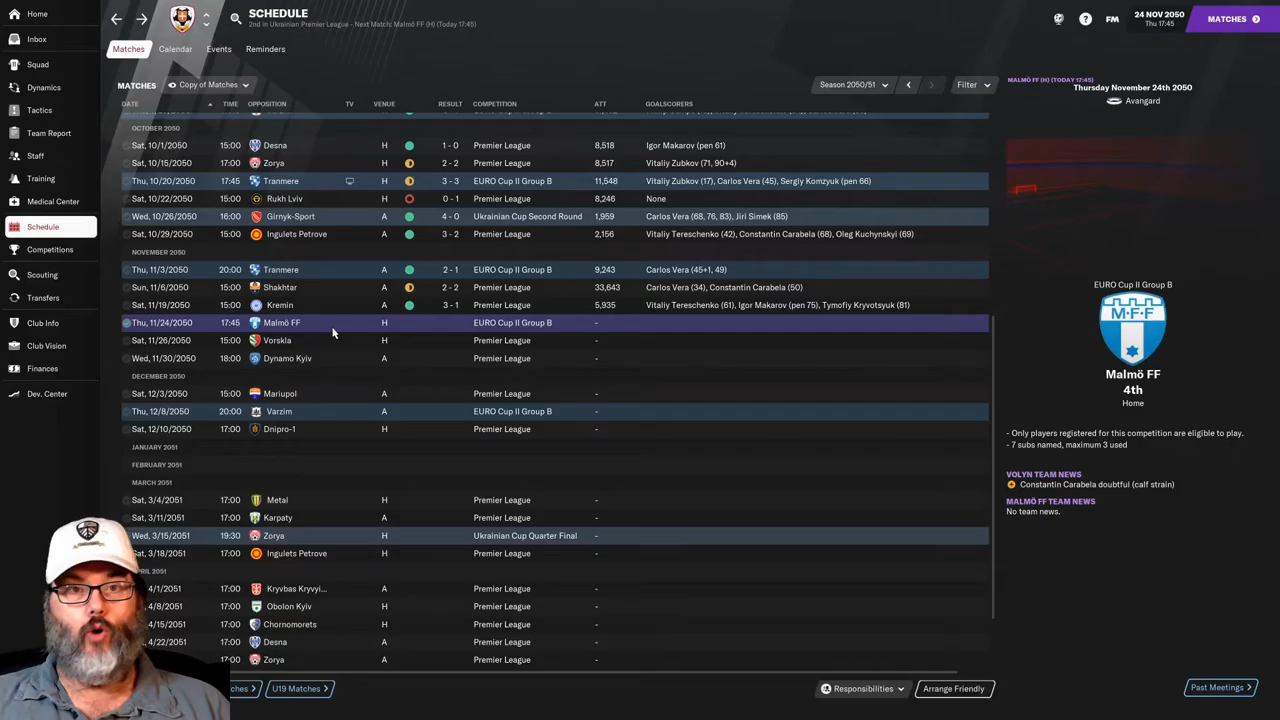 Home
SCHEDULE
2nd in Ukrainian Premier League - Next Match: Malmö FF (H) (Today 17:45)
FM
24 NOV 2050
Thu 17:45
MATCHES
Inbox
Squad
Dynamics
Tactics
Team Report
Staff
Training
Medical Center
Schedule
Competitions
Scouting
Transfers
Club Info
Club Vision
Finances
Dev. Center
Matches Calendar Events Reminders
MATCHES Copy of Matches Season 2050/51 Filter
DATE TIME OPPOSITION TV VENUE RESULT COMPETITION ATT GOALSCORERS
OCTOBER 2050
Sat, 10/1/2050 15:00 Desna H 1 - 0 Premier League 8,518 Igor Makarov (pen 61)
Sat, 10/15/2050 17:00 Zorya H 2 - 2 Premier League 8,517 Vitaliy Zubkov (71, 90+4)
Thu, 10/20/2050 17:45 Tranmere H 3 - 3 EURO Cup II Group B 11,548 Vitaliy Zubkov (17), Carlos Vera (45), Sergiy Komzyuk (pen 66)
Sat, 10/22/2050 15:00 Rukh Lviv H 0 - 1 Premier League 8,246 None
Wed, 10/26/2050 16:00 Girnyk-Sport A 4 - 0 Ukrainian Cup Second Round 1,959 Carlos Vera (68, 76, 83), Jiri Simek (85)
Sat, 10/29/2050 15:00 Ingulets Petrove A 3 - 2 Premier League 2,156 Vitaliy Tereschenko (42), Constantin Carabela (68), Oleg Kuchynskyi (69)
NOVEMBER 2050
Thu, 11/3/2050 20:00 Tranmere A 2 - 1 EURO Cup II Group B 9,243 Carlos Vera (45+1, 49)
Sun, 11/6/2050 15:00 Shakhtar A 2 - 2 Premier League 33,643 Carlos Vera (34), Constantin Carabela (50)
Sat, 11/19/2050 15:00 Kremin A 3 - 1 Premier League 5,935 Vitaliy Tereschenko (61), Igor Makarov (pen 75), Tymofiy Kryvotsyuk (81)
Thu, 11/24/2050 17:45 Malmö FF H EURO Cup II Group B -
Sat, 11/26/2050 15:00 Vorskla H Premier League -
Wed, 11/30/2050 18:00 Dynamo Kyiv A Premier League -
DECEMBER 2050
Sat, 12/3/2050 15:00 Mariupol A Premier League -
Thu, 12/8/2050 20:00 Varzim A EURO Cup II Group B -
Sat, 12/10/2050 17:00 Dnipro-1 H Premier League -
JANUARY 2051
FEBRUARY 2051
MARCH 2051
Sat, 3/4/2051 17:00 Metal H Premier League -
Sat, 3/11/2051 17:00 Karpaty H Premier League -
Wed, 3/15/2051 19:30 Zorya H Ukrainian Cup Quarter Final -
Sat, 3/18/2051 17:00 Ingulets Petrove H Premier League -
PRIL 2051
4/1/2051 17:00 Kryvbas Kryvyi... A Premier League -
4/8/2051 17:00 Obolon Kyiv H Premier League -
4/15/2051 17:00 Chornomorets H Premier League -
4/22/2051 17:00 Desna A Premier League -
17:00 Zorya A Premier League -
U19 Matches
Responsibilities
Arrange Friendly
MALMÖ FF (H) (TODAY 17:45)
Thursday November 24th 2050
Avangard
EURO Cup II Group B
M.F.F
Malmö FF
4th
Home
- Only players registered for this competition are eligible to play.
- 7 subs named, maximum 3 used
VOLYN TEAM NEWS
Constantin Carabela doubtful (calf strain)
MALMÖ FF TEAM NEWS
No team news.
Past Meetings